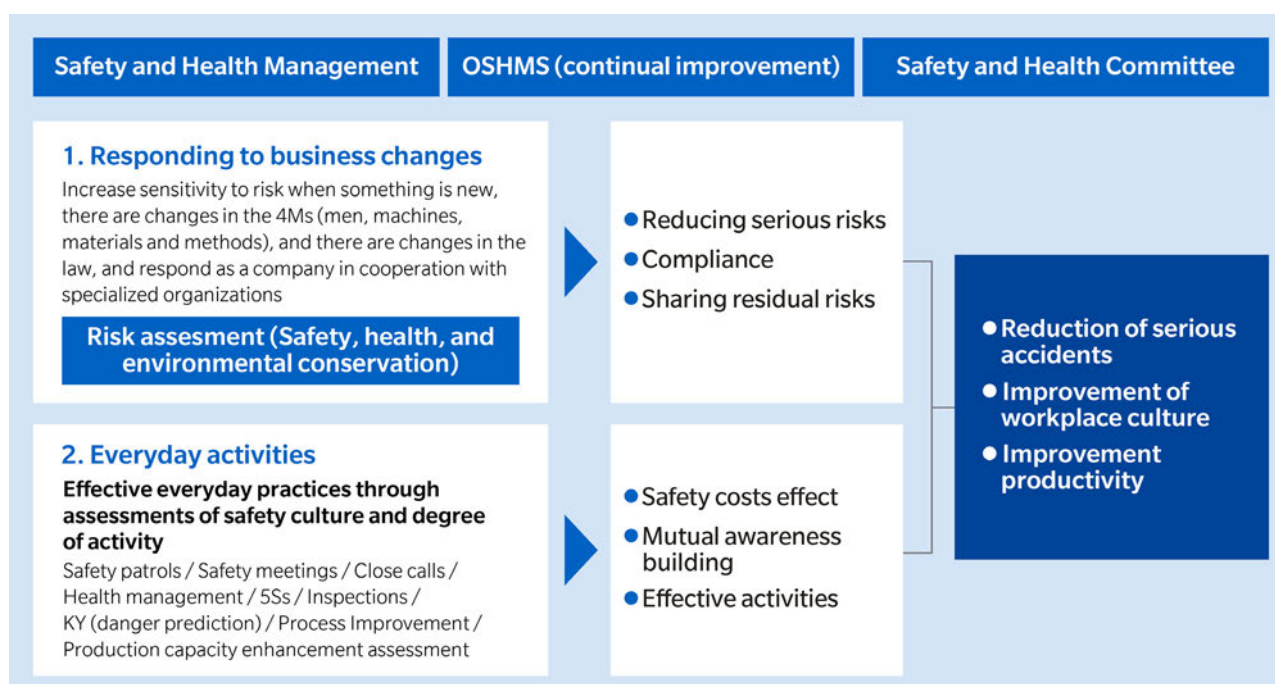 Safety and Health Management
OSHMS (continual improvement)
Safety and Health Committee
1. Responding to business changes
Increase sensitivity to risk when something is new,
there are changes in the 4Ms (men, machines,
materials and methods), and there are changes in the
law, and respond as a company in cooperation with
specialized organizations
Risk assesment (Safety, health, and
environmental conservation)
● Reducing serious risks
● Compliance
● Sharing residual risks
2. Everyday activities
Effective everyday practices through
assessments of safety culture and degree
of activity
Safety patrols / Safety meetings / Close calls /
Health management / 5Ss / Inspections /
KY (danger prediction) / Process Improvement /
Production capacity enhancement assessment
● Safety costs effect
● Mutual awareness
building
● Effective activities
● Reduction of serious
accidents
● Improvement of
workplace culture
● Improvement
productivity